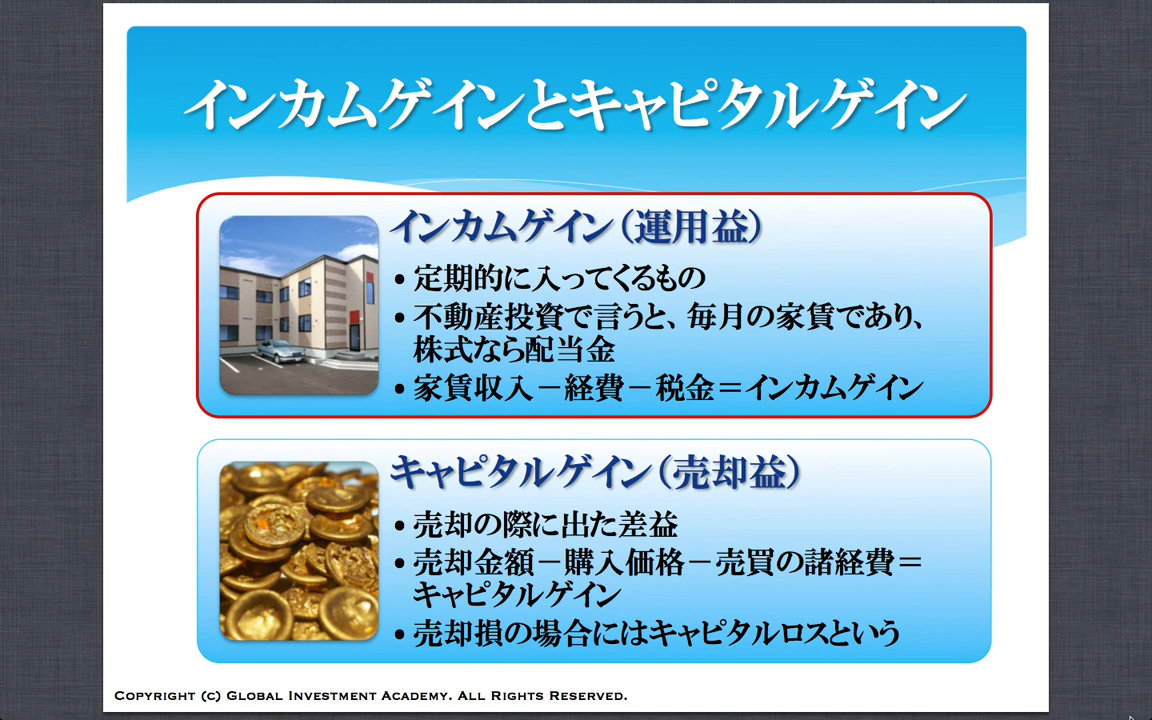 インカムゲインとキャピタルゲイン
インカムゲイン（運用益）
• 定期的に入ってくるもの
• 不動産投資で言うと、毎月の家賃であり、
株式なら配当金
• 家賃収入－経費－税金＝インカムゲイン
キャピタルゲイン（売却益）
• 売却の際に出た差益
• 売却金額－購入価格－売買の諸経費＝
キャピタルゲイン
• 売却損の場合にはキャピタルロスという
Copyright (c) Global Investment Academy. All Rights Reserved.